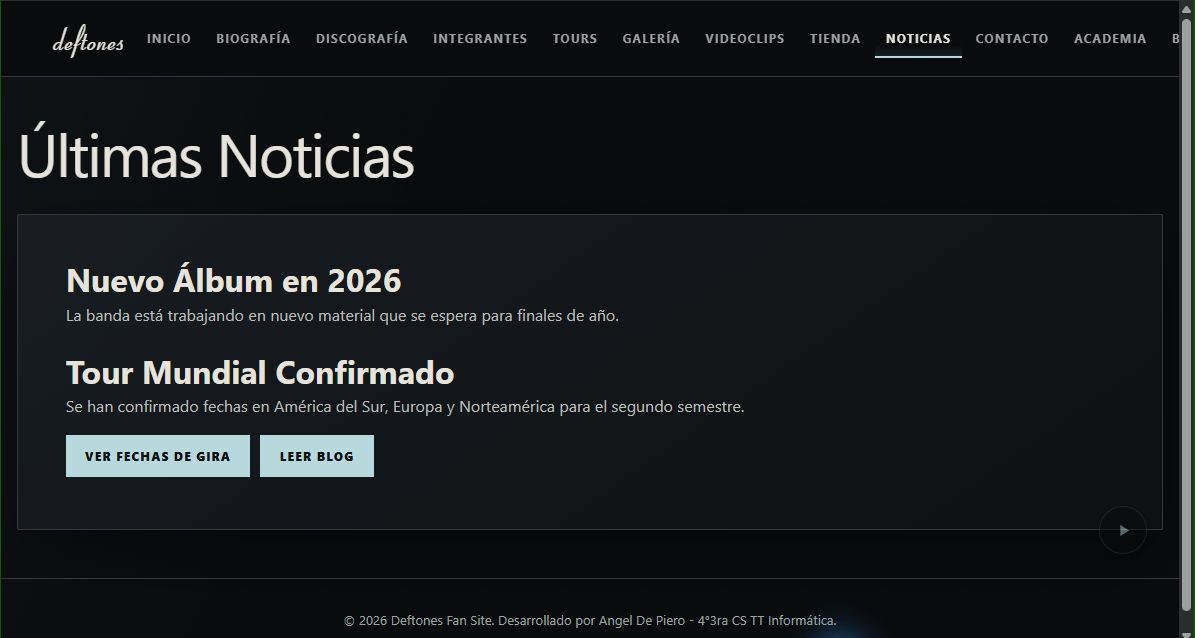 deftones INICIO BIOGRAFÍA DISCOGRAFÍA INTEGRANTES TOURS GALERÍA VIDEOCLIPS TIENDA NOTICIAS CONTACTO ACADEMIA
Últimas Noticias
Nuevo Álbum en 2026
La banda está trabajando en nuevo material que se espera para finales de año.
Tour Mundial Confirmado
Se han confirmado fechas en América del Sur, Europa y Norteamérica para el segundo semestre.
VER FECHAS DE GIRA LEER BLOG
© 2026 Deftones Fan Site. Desarrollado por Angel De Piero - 4°3ra CS TT Informática.